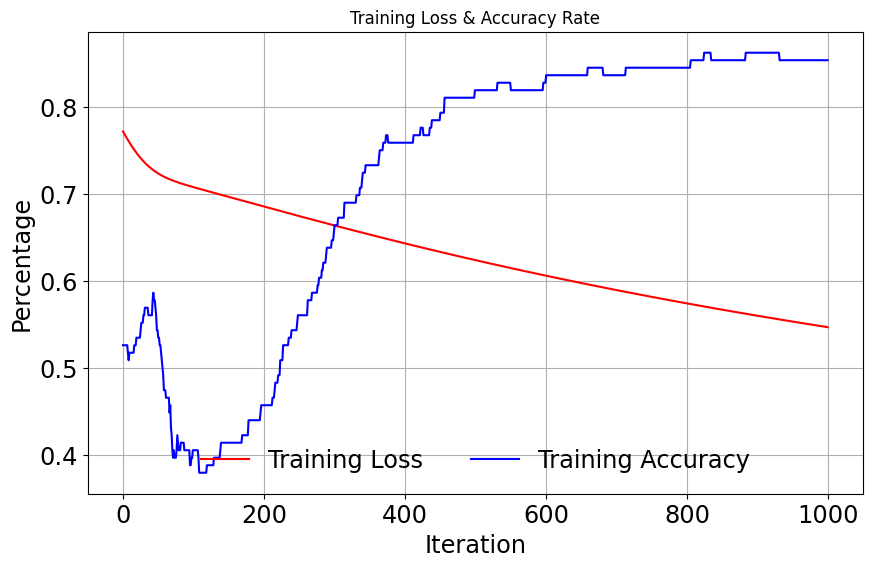 Training Loss & Accuracy Rate
Percentage
0.8
0.7
0.6
0.5
0.4
Training Loss Training Accuracy
0 200 400 600 800 1000
Iteration